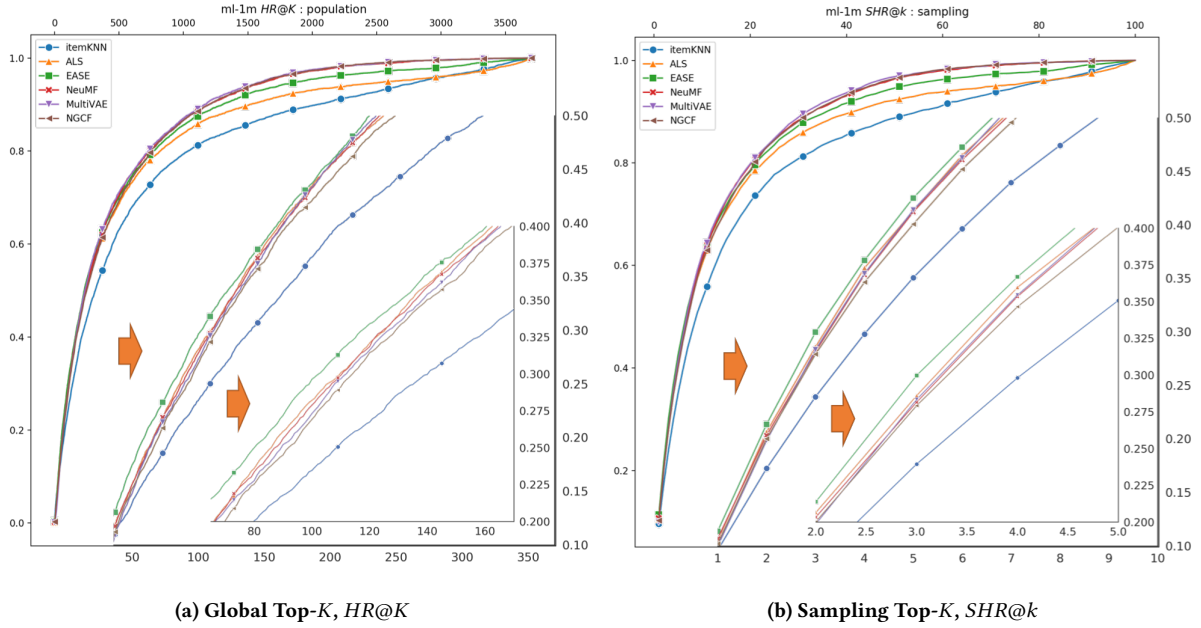 ml-1m HR@K : population
0 500 1000 1500 2000 2500 3000 3500
itemKNN
ALS
EASE
NeuMF
MultiVAE
NGCF
1.0
0.8
0.6
0.4
0.2
0.0
0.50
0.45
0.40
0.35
0.30
0.25
0.20
0.15
0.10
0.400
0.375
0.350
0.325
0.300
0.275
0.250
0.225
0.200
80 100 120 140 160
50 100 150 200 250 300 350
(a) Global Top-K, HR@K
ml-1m SHR@k : sampling
0 20 40 60 80 100
itemKNN
ALS
EASE
NeuMF
MultiVAE
NGCF
1.0
0.8
0.6
0.4
0.2
0.50
0.45
0.40
0.35
0.30
0.25
0.20
0.15
0.10
0.400
0.375
0.350
0.325
0.300
0.275
0.250
0.225
0.200
2.0 2.5 3.0 3.5 4.0 4.5 5.0
1 2 3 4 5 6 7 8 9 10
(b) Sampling Top-K, SHR@k